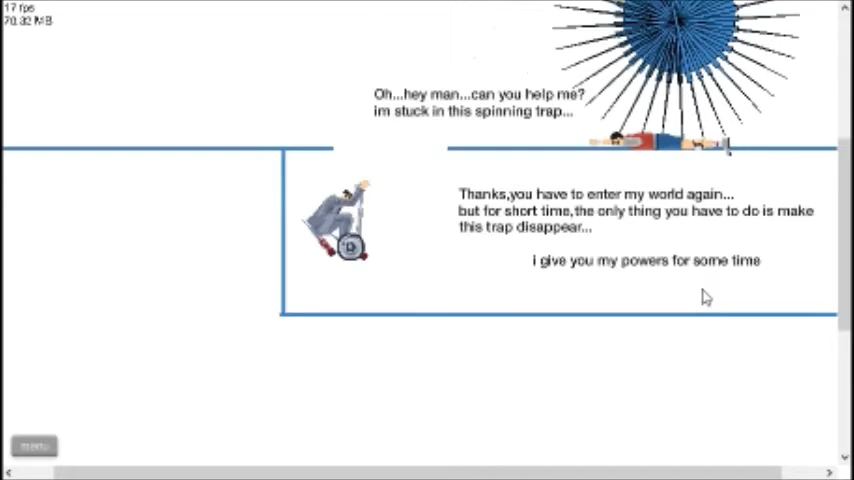 17 fps
70.32 MB
Oh...hey man...can you help me?
im stuck in this spinning trap...
Thanks,you have to enter my world again...
but for short time,the only thing you have to do is make
this trap disappear...
i give you my powers for some time
menu